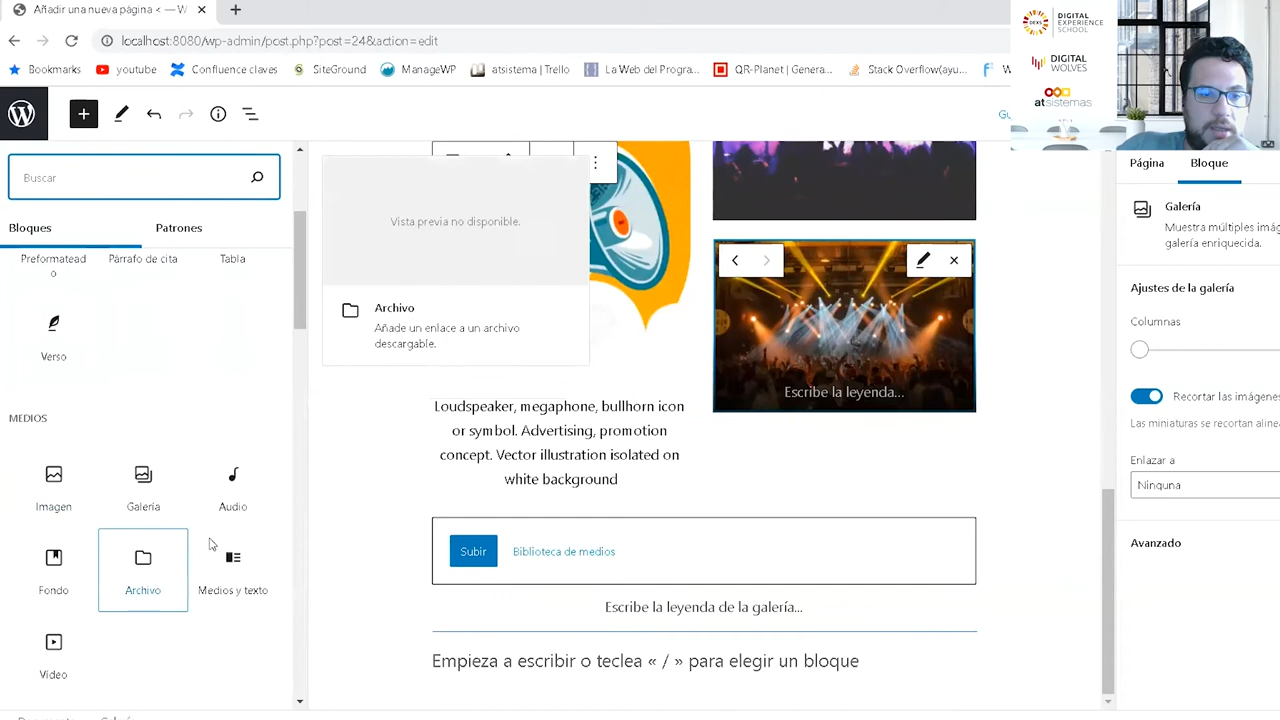 Añadir una nueva página < — W
localhost:8080/wp-admin/post.php?post=24&action=edit
Bookmarks
youtube
Confluence claves
SiteGround
ManageWP
atsistema | Trello
La Web del Progra...
QR-Planet | Genera...
Stack Overflow(ayu...
DEXS
DIGITAL
EXPERIENCE
SCHOOL
DIGITAL
WOLVES
atsistemas
Buscar
Bloques
Patrones
Preformatead
o
Párrafo de cita
Tabla
Verso
MEDIOS
Imagen
Galería
Audio
Fondo
Archivo
Medios y texto
Vídeo
Vista previa no disponible.
Archivo
Añade un enlace a un archivo
descargable.
Loudspeaker, megaphone, bullhorn icon
or symbol. Advertising, promotion
concept. Vector illustration isolated on
white background
Escribe la leyenda...
Subir
Biblioteca de medios
Escribe la leyenda de la galería...
Empieza a escribir o teclea « / » para elegir un bloque
Página
Bloque
Galería
Muestra múltiples imá
galería enriquecida.
Ajustes de la galería
Columnas
Recortar las imágenes
Las miniaturas se recortan aline
Enlazar a
Ninguna
Avanzado